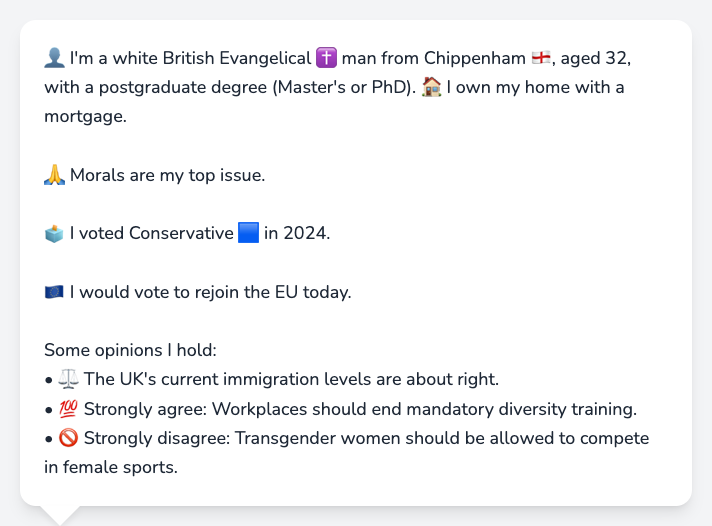 👤 I'm a white British Evangelical ✝️ man from Chippenham 🏴󠁧󠁢󠁥󠁮󠁧󠁿, aged 32,
with a postgraduate degree (Master's or PhD). 🏠 I own my home with a
mortgage.
🙏 Morals are my top issue.
🗳️ I voted Conservative 🟦 in 2024.
🇪🇺 I would vote to rejoin the EU today.
Some opinions I hold:
• ⚖️ The UK's current immigration levels are about right.
• 💯 Strongly agree: Workplaces should end mandatory diversity training.
• 🚫 Strongly disagree: Transgender women should be allowed to compete
in female sports.